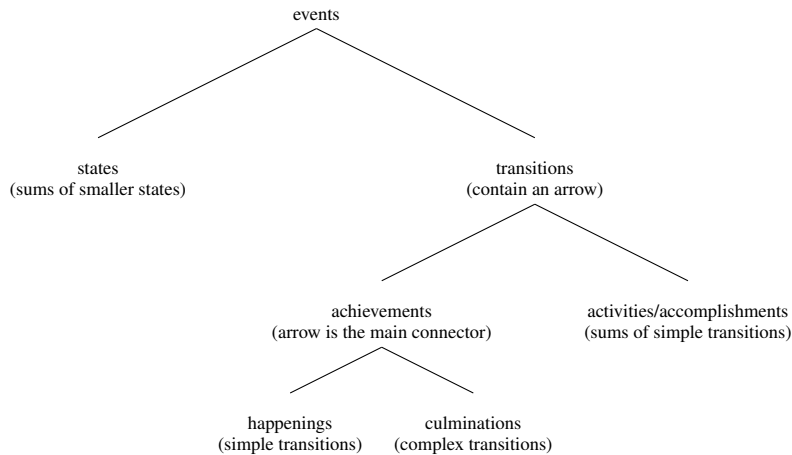 events
states
(sums of smaller states)
transitions
(contain an arrow)
achievements
(arrow is the main connector)
activities/accomplishments
(sums of simple transitions)
happenings
(simple transitions)
culminations
(complex transitions)